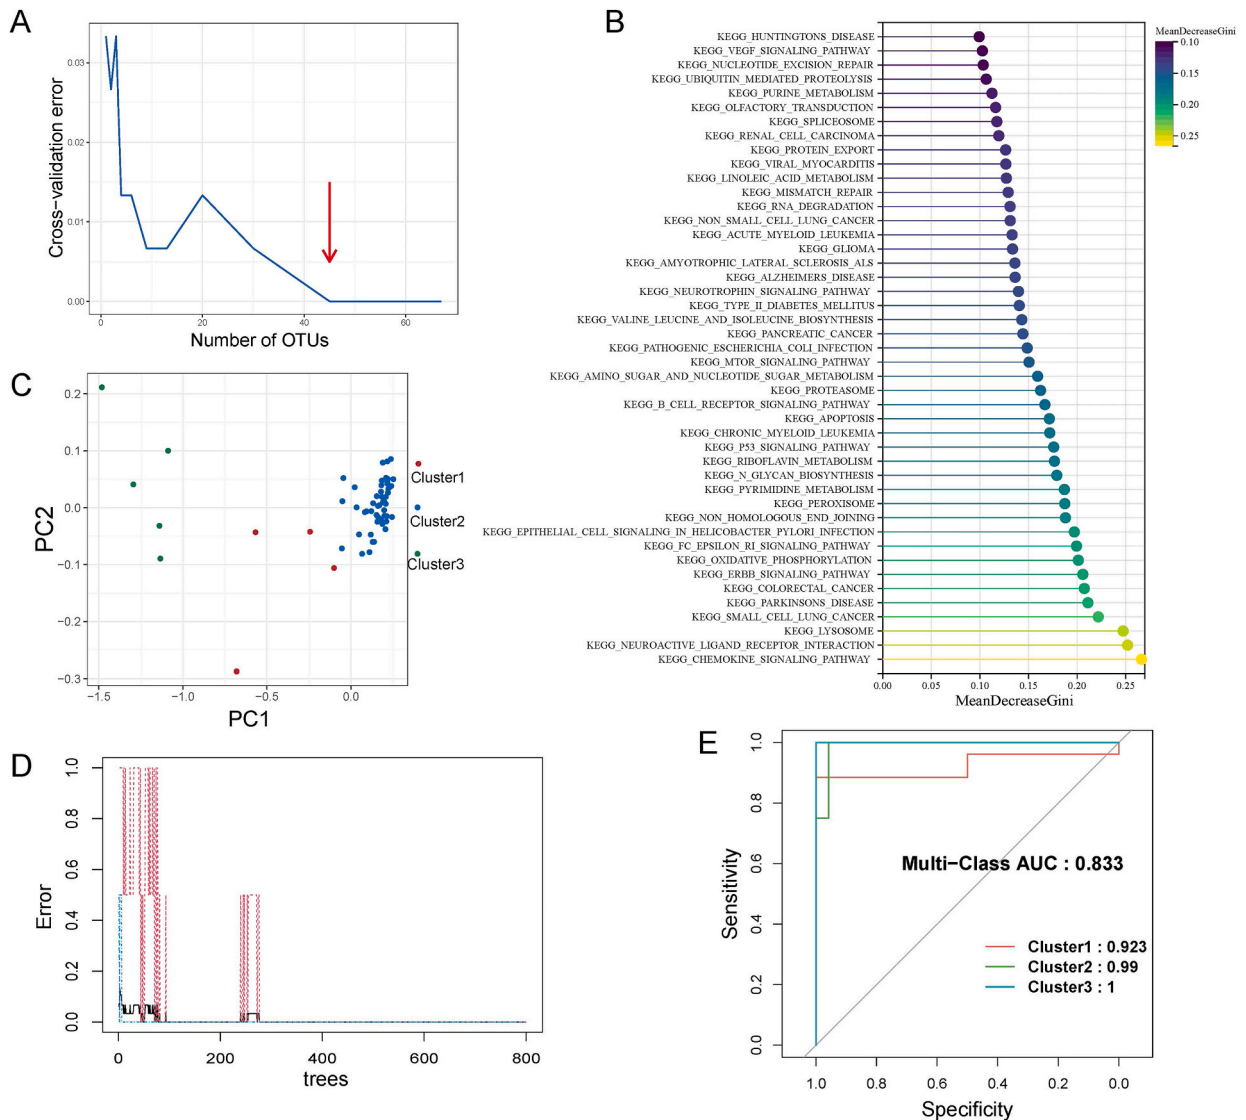 A
0.03
0.02
0.01
0.00
0
20
40
60
Cross−validation error
Number of OTUs
B
KEGG_HUNTINGTONS_DISEASE
KEGG_VEGF_SIGNALING_PATHWAY
KEGG_NUCLEOTIDE_EXCISION_REPAIR
KEGG_UBIQUITIN_MEDIATED_PROTEOLYSIS
KEGG_PURINE_METABOLISM
KEGG_OLFACTORY_TRANSDUCTION
KEGG_SPLICEOSOME
KEGG_RENAL_CELL_CARCINOMA
KEGG_PROTEIN_EXPORT
KEGG_VIRAL_MYOCARDITIS
KEGG_LINOLEIC_ACID_METABOLISM
KEGG_MISMATCH_REPAIR
KEGG_RNA_DEGRADATION
KEGG_NON_SMALL_CELL_LUNG_CANCER
KEGG_ACUTE_MYELOID_LEUKEMIA
KEGG_GLIOMA
KEGG_AMYOTROPHIC_LATERAL_SCLEROSIS_ALS
KEGG_ALZHEIMERS_DISEASE
KEGG_NEUROTROPHIN_SIGNALING_PATHWAY
KEGG_TYPE_II_DIABETES_MELLITUS
KEGG_VALINE_LEUCINE_AND_ISOLEUCINE_BIOSYNTHESIS
KEGG_PANCREATIC_CANCER
KEGG_PATHOGENIC_ESCHERICHIA_COLI_INFECTION
KEGG_MTOR_SIGNALING_PATHWAY
KEGG_AMINO_SUGAR_AND_NUCLEOTIDE_SUGAR_METABOLISM
KEGG_PROTEASOME
KEGG_B_CELL_RECEPTOR_SIGNALING_PATHWAY
KEGG_APOPTOSIS
KEGG_CHRONIC_MYELOID_LEUKEMIA
KEGG_P53_SIGNALING_PATHWAY
KEGG_RIBOFLAVIN_METABOLISM
KEGG_N_GLYCAN_BIOSYNTHESIS
KEGG_PYRIMIDINE_METABOLISM
KEGG_PEROXISOME
KEGG_NON_HOMOLOGOUS_END_JOINING
KEGG_EPITHELIAL_CELL_SIGNALING_IN_HELICOBACTER_PYLORI_INFECTION
KEGG_FC_EPSILON_RI_SIGNALING_PATHWAY
KEGG_OXIDATIVE_PHOSPHORYLATION
KEGG_ERBB_SIGNALING_PATHWAY
KEGG_COLORECTAL_CANCER
KEGG_PARKINSONS_DISEASE
KEGG_SMALL_CELL_LUNG_CANCER
KEGG_LYSOSOME
KEGG_NEUROACTIVE_LIGAND_RECEPTOR_INTERACTION
KEGG_CHEMOKINE_SIGNALING_PATHWAY
0.00
0.05
0.10
0.15
0.20
0.25
MeanDecreaseGini
MeanDecreaseGini
0.10
0.15
0.20
0.25
C
0.2
0.1
0.0
−0.1
−0.2
−0.3
−1.5
−1.0
−0.5
0.0
PC2
PC1
Cluster1
Cluster2
Cluster3
D
1.0
0.8
0.6
0.4
0.2
0.0
0
200
400
600
800
Error
trees
E
1.0
0.8
0.6
0.4
0.2
0.0
1.0
0.8
0.6
0.4
0.2
0.0
Sensitivity
Specificity
Multi−Class AUC : 0.833
Cluster1 : 0.923
Cluster2 : 0.99
Cluster3 : 1